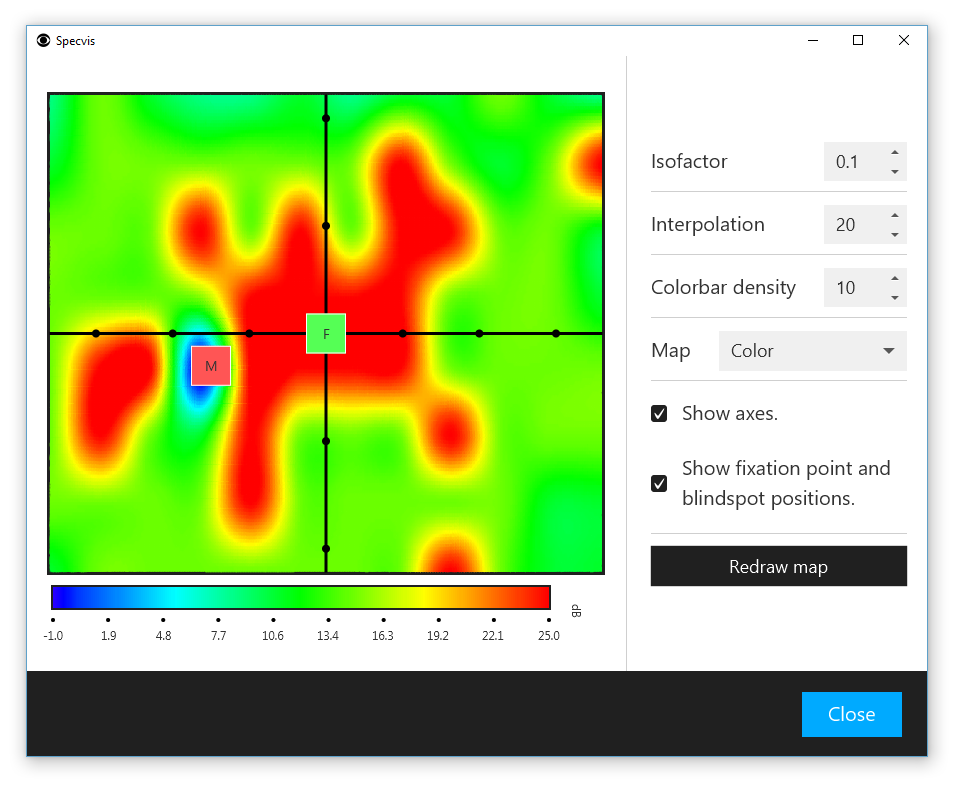 Specvis
F
M
-1.0 1.9 4.8 7.7 10.6 13.4 16.3 19.2 22.1 25.0
dB
Isofactor 0.1
Interpolation 20
Colorbar density 10
Map Color
Show axes.
Show fixation point and
blindspot positions.
Redraw map
Close